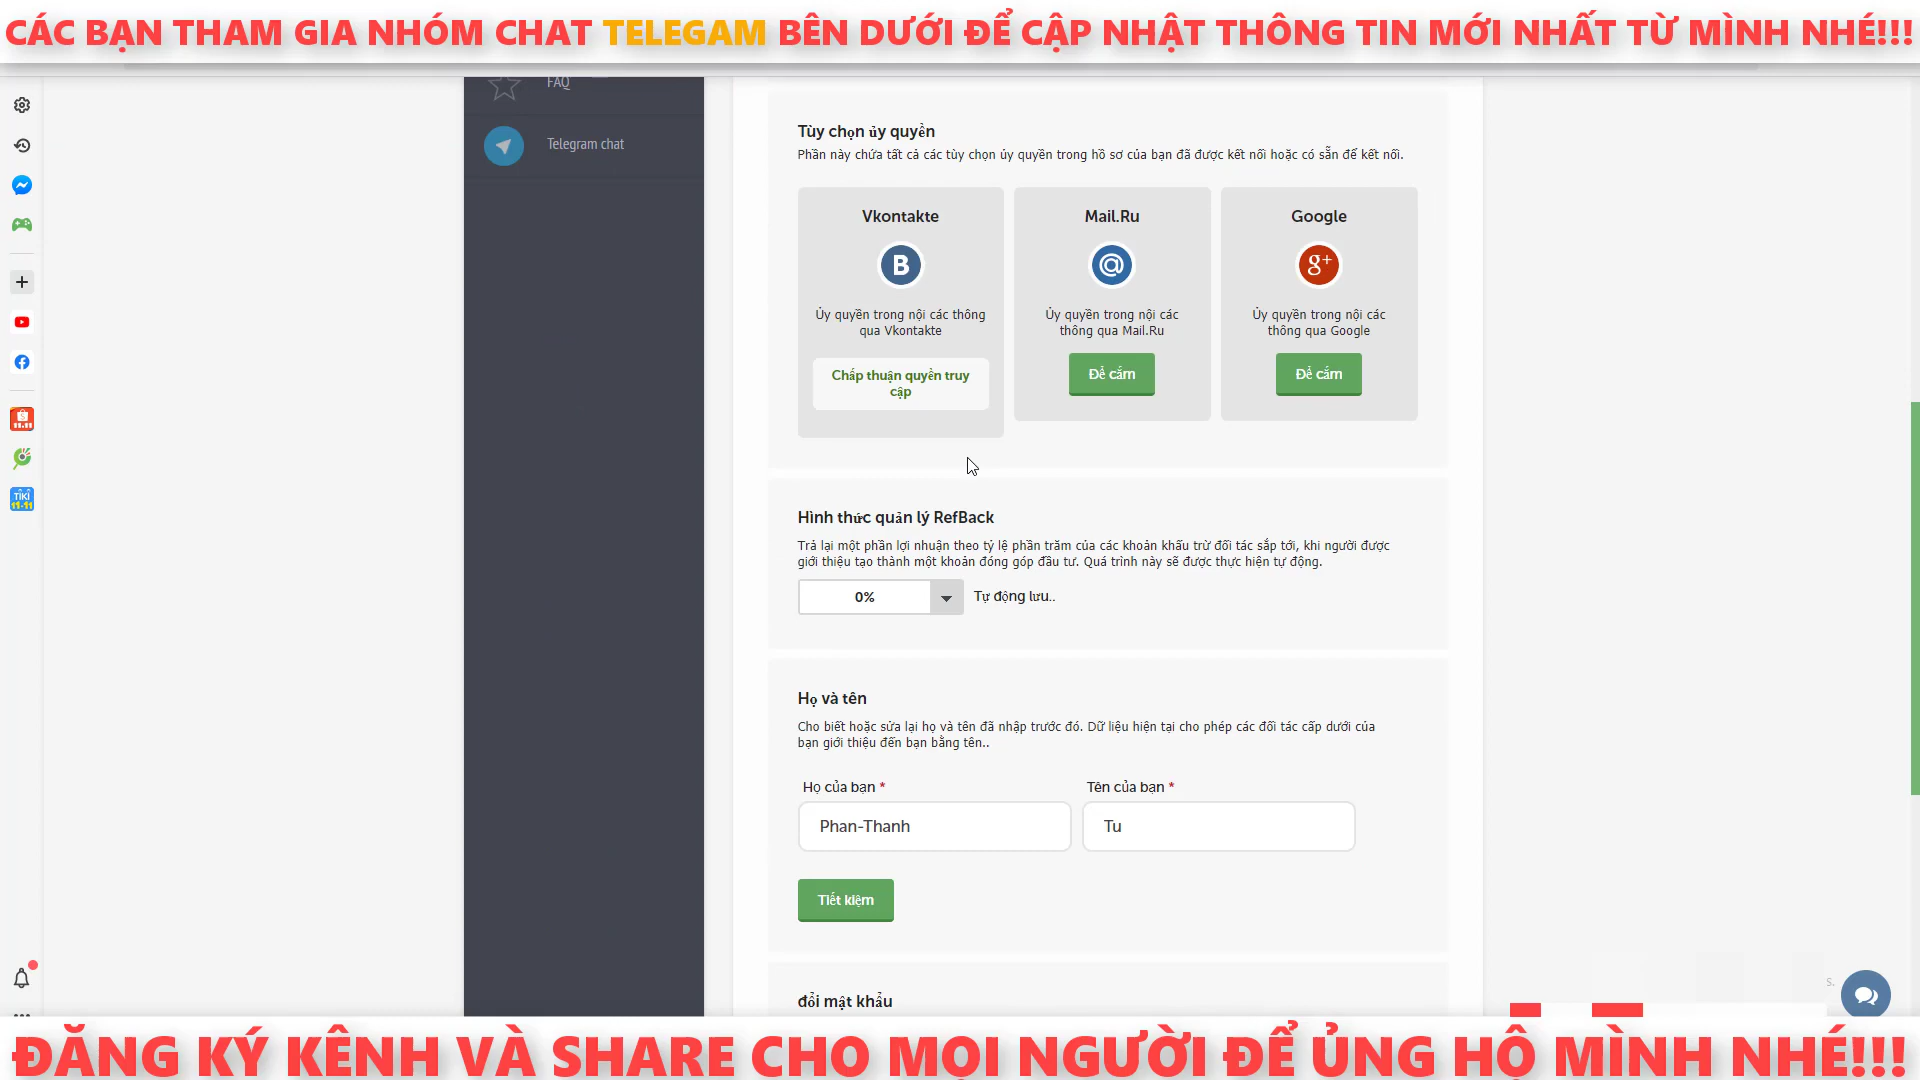 CÁC BẠN THAM GIA NHÓM CHAT TELEGAM BÊN DƯỚI ĐỂ CẬP NHẬT THÔNG TIN MỚI NHẤT TỪ MÌNH NHÉ!!!
FAQ
Telegram chat
Tùy chọn ủy quyền
Phần này chứa tất cả các tùy chọn ủy quyền trong hồ sơ của bạn đã được kết nối hoặc có sẵn để kết nối.
Vkontakte
B
Ủy quyền trong nội các thông
qua Vkontakte
Chấp thuận quyền truy
cập
Mail.Ru
@
Ủy quyền trong nội các
thông qua Mail.Ru
Để cắm
Google
g+
Ủy quyền trong nội các
thông qua Google
Để cắm
Hình thức quản lý RefBack
Trả lại một phần lợi nhuận theo tỷ lệ phần trăm của các khoản khấu trừ đối tác sắp tới, khi người được
giới thiệu tạo thành một khoản đóng góp đầu tư. Quá trình này sẽ được thực hiện tự động.
0%
Tự động lưu..
Họ và tên
Cho biết hoặc sửa lại họ và tên đã nhập trước đó. Dữ liệu hiện tại cho phép các đối tác cấp dưới của
bạn giới thiệu đến bạn bằng tên..
Họ của bạn *
Tên của bạn *
Phan-Thanh
Tu
Tiết kiệm
đổi mật khẩu
s.
TIKI
11-11
11.11
ĐĂNG KÝ KÊNH VÀ SHARE CHO MỌI NGƯỜI ĐỂ ỦNG HỘ MÌNH NHÉ!!!